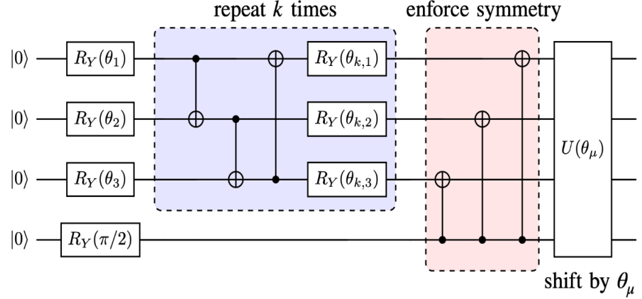 repeat k times enforce symmetry
|0⟩ R_Y(θ_1) R_Y(θ_{k,1})
|0⟩ R_Y(θ_2) R_Y(θ_{k,2})
U(θ_μ)
|0⟩ R_Y(θ_3) R_Y(θ_{k,3})
|0⟩ R_Y(π/2)
shift by θ_μ